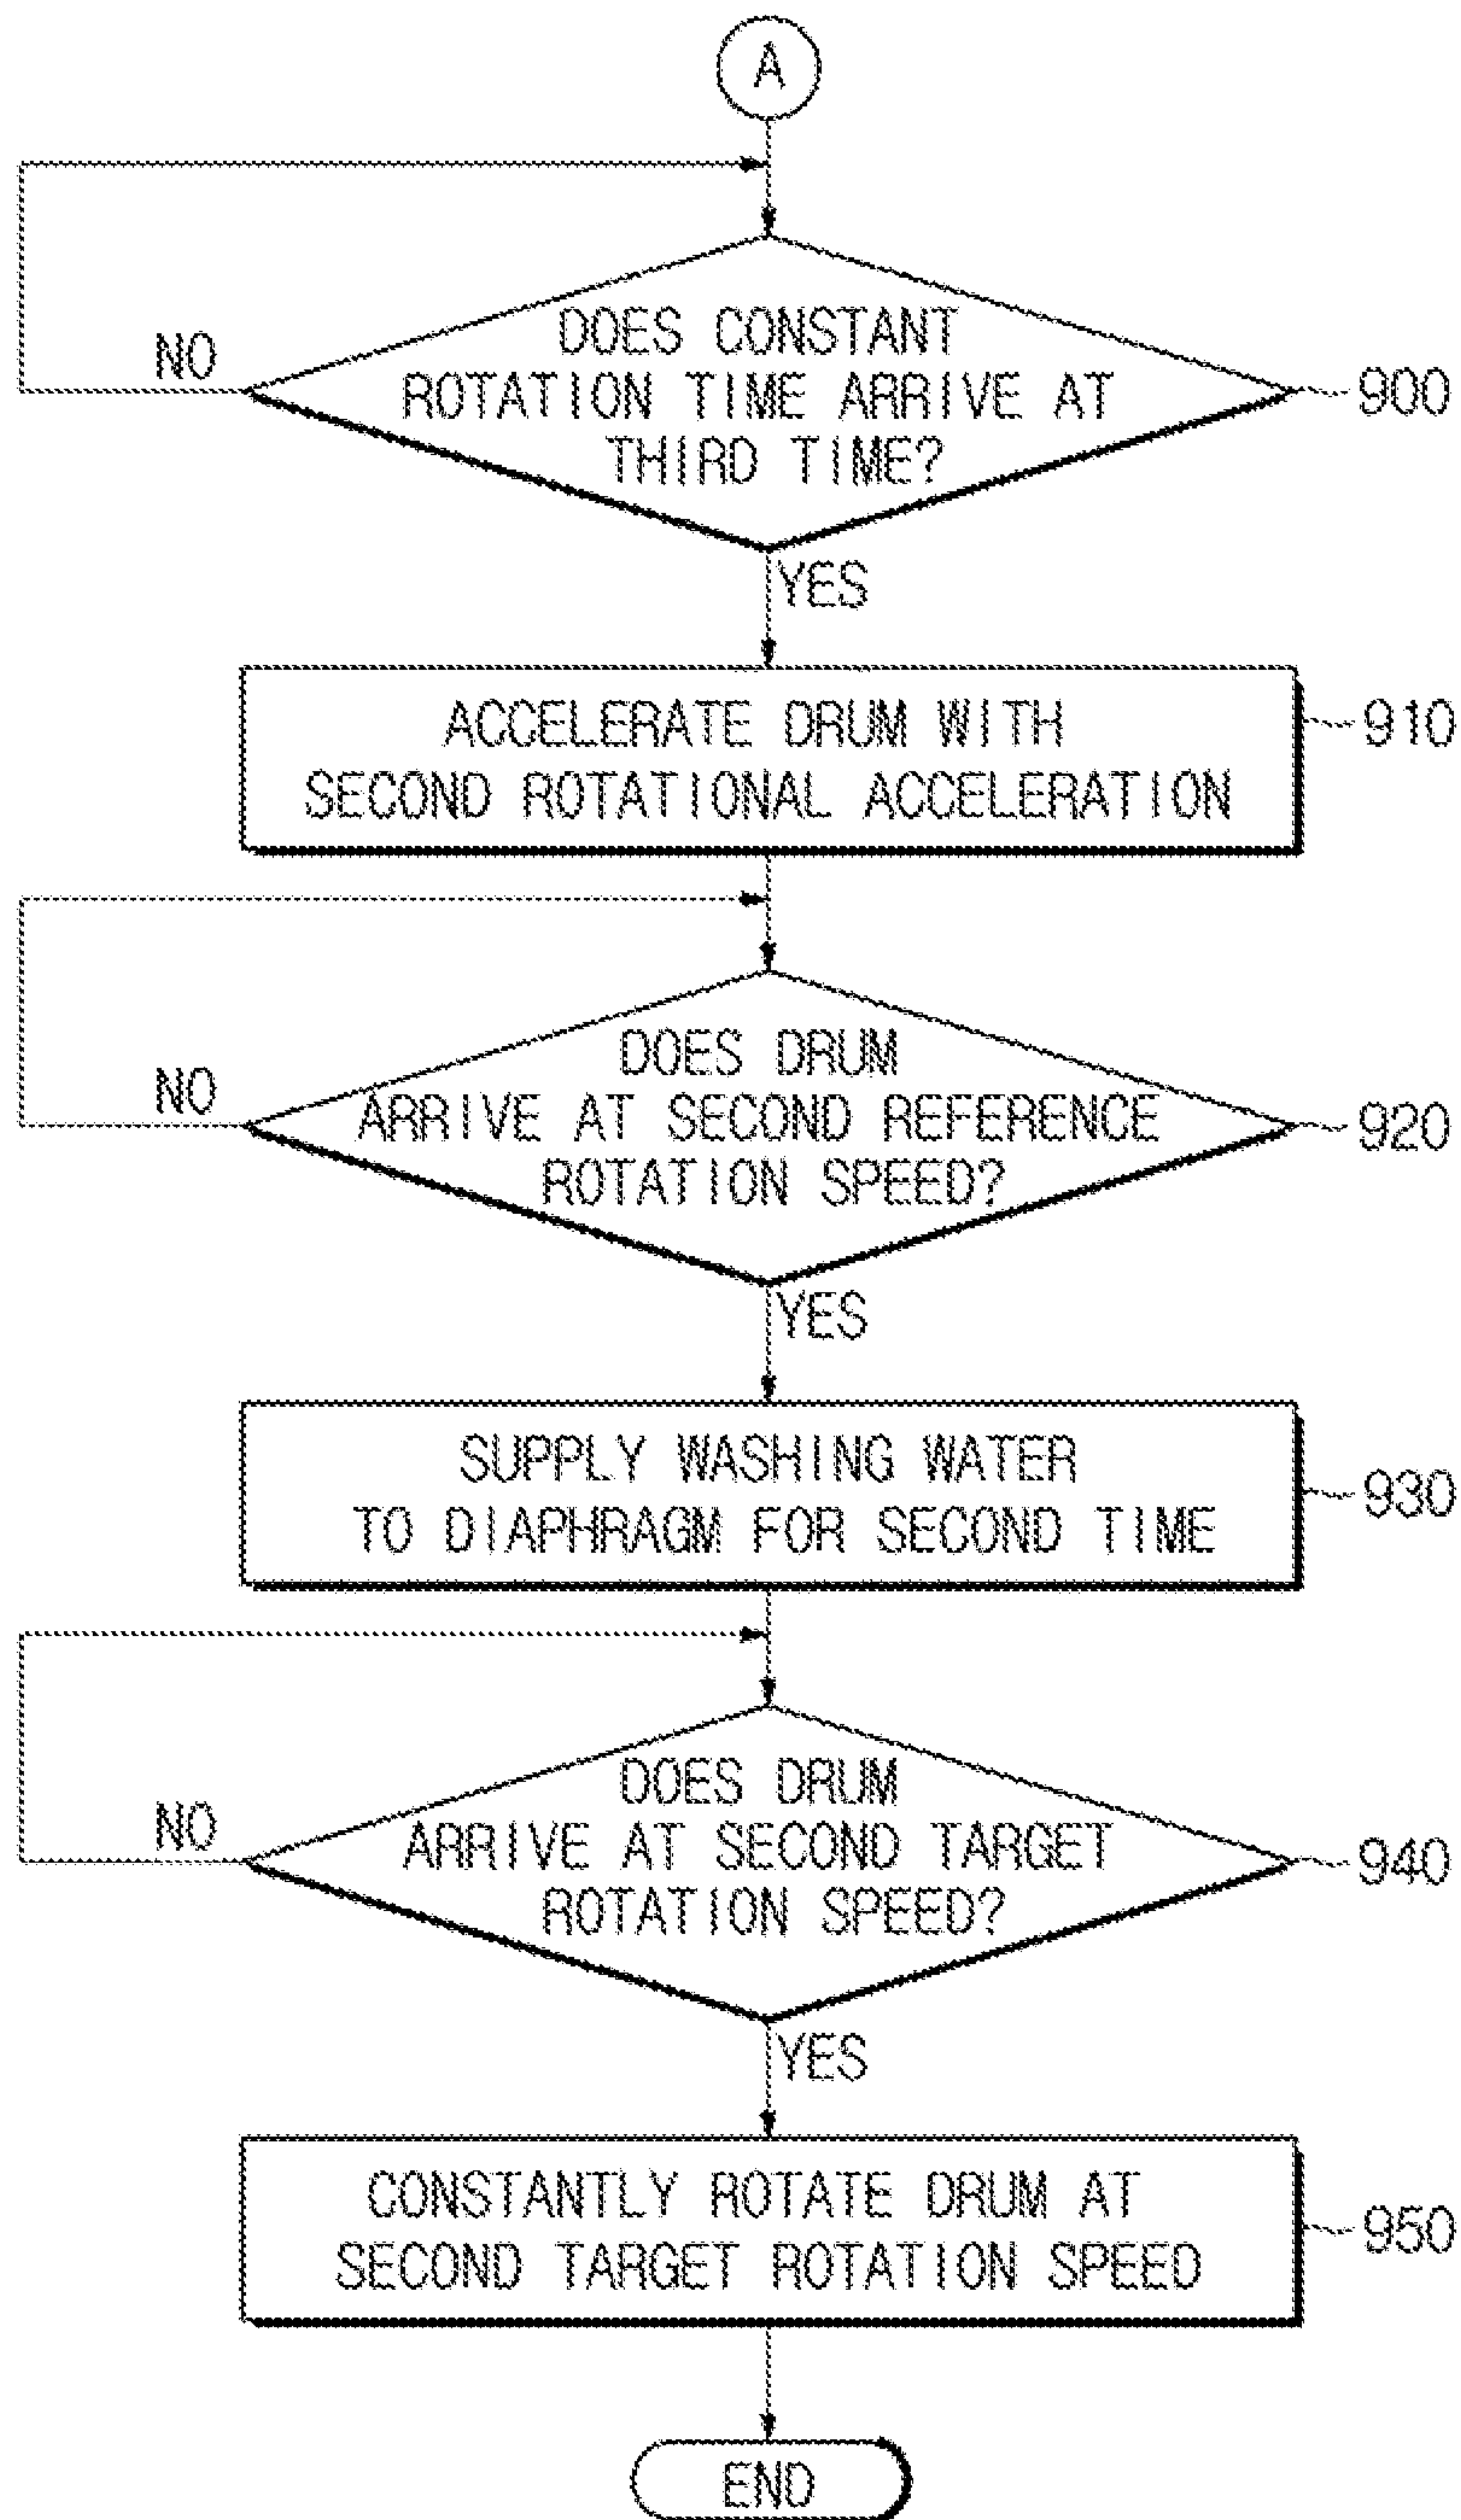 A
DOES CONSTANT
ROTATION TIME ARRIVE AT
THIRD TIME?
NO
900
YES
ACCELERATE DRUM WITH
SECOND ROTATIONAL ACCELERATION
910
DOES DRUM
ARRIVE AT SECOND REFERENCE
ROTATION SPEED?
NO
920
YES
SUPPLY WASHING WATER
TO DIAPHRAGM FOR SECOND TIME
930
DOES DRUM
ARRIVE AT SECOND TARGET
ROTATION SPEED?
NO
940
YES
CONSTANTLY ROTATE DRUM AT
SECOND TARGET ROTATION SPEED
950
END